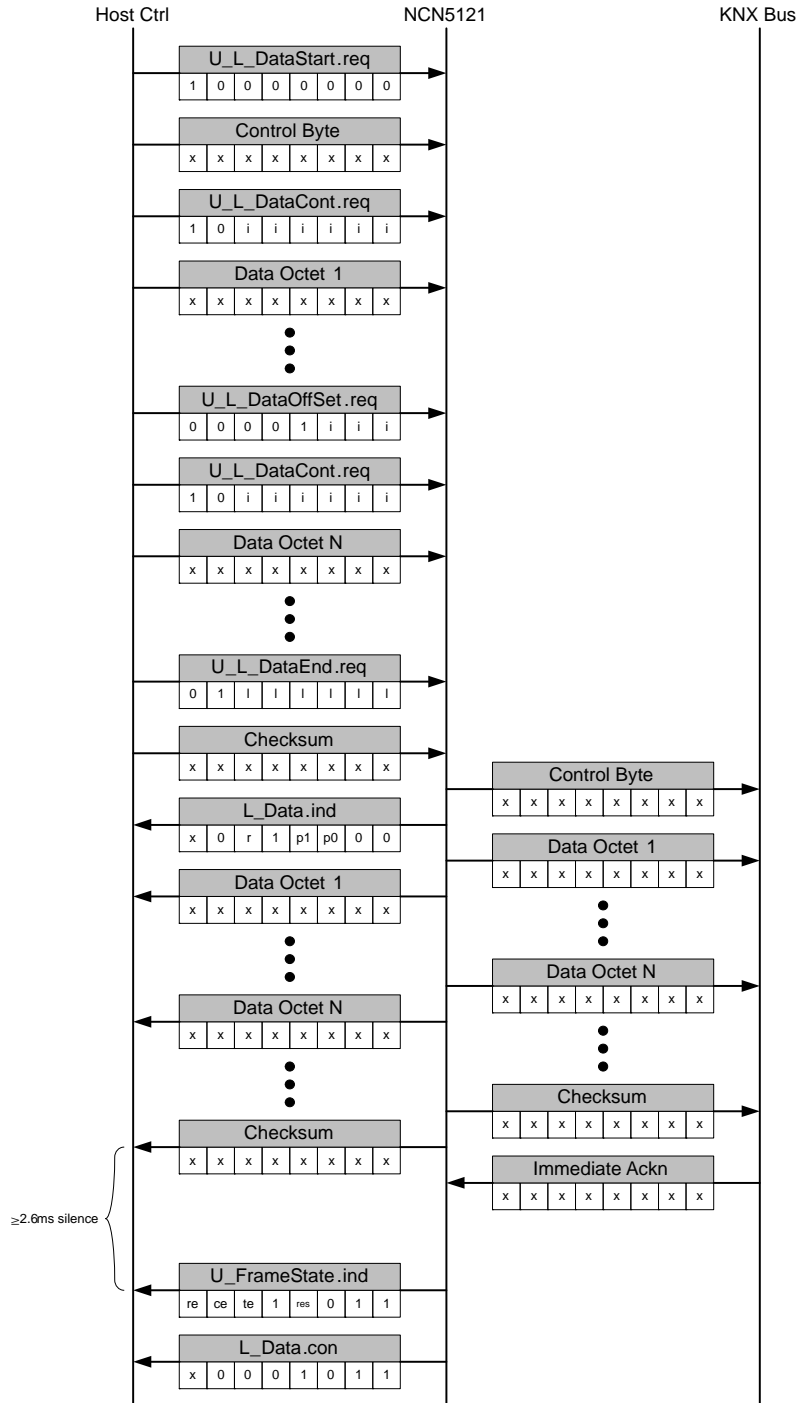 Host Ctrl NCN5121 KNX Bus
U_L_DataStart.req
1 0 0 0 0 0 0 0
Control Byte
x x x x x x x x
U_L_DataCont.req
1 0 i i i i i i
Data Octet 1
x x x x x x x x
U_L_DataOffSet.req
0 0 0 0 1 i i i
U_L_DataCont.req
1 0 i i i i i i
Data Octet N
x x x x x x x x
U_L_DataEnd.req
0 1 l l l l l l
Checksum
x x x x x x x x
Control Byte
x x x x x x x x
L_Data.ind
x 0 r 1 p1 p0 0 0
Data Octet 1
x x x x x x x x
Data Octet 1
x x x x x x x x
Data Octet N
x x x x x x x x
Data Octet N
x x x x x x x x
Checksum
x x x x x x x x
Checksum
x x x x x x x x
Immediate Ackn
x x x x x x x x
≥2.6ms silence
U_FrameState.ind
re ce te 1 res 0 1 1
L_Data.con
x 0 0 0 1 0 1 1